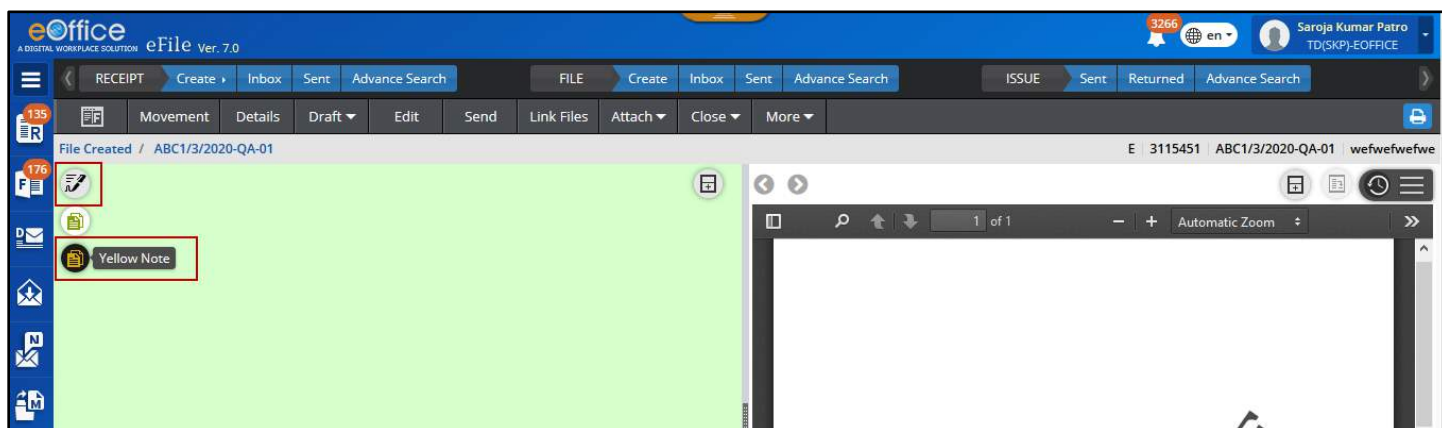 eOffice
A DIGITAL WORKPLACE SOLUTION eFile Ver. 7.0
3266 en Saroja Kumar Patro
TD(SKP)-EOFFICE
RECEIPT Create Inbox Sent Advance Search FILE Create Inbox Sent Advance Search ISSUE Sent Returned Advance Search
135 R Movement Details Draft Edit Send Link Files Attach Close More
File Created / ABC1/3/2020-QA-01 E 3115451 ABC1/3/2020-QA-01 wefwefwefwe
176 F
1 of 1 Automatic Zoom
D
Yellow Note
N
M